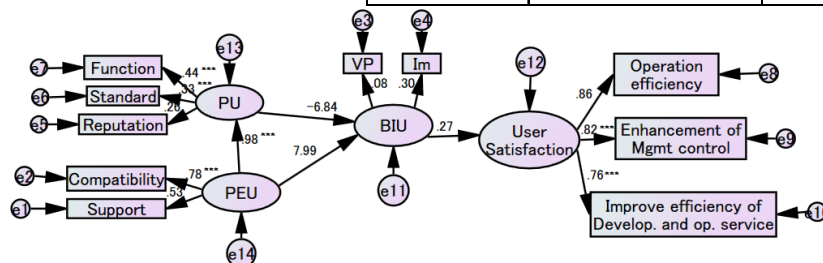 e3
e4
e13
e7
Function
.44 ***
VP
Im
e12
Operation
efficiency
e8
e6
Standard
.33 ***
PU
.08
.30
.86
e5
Reputation
-6.84
BIU
.27
User
Satisfaction
.82 ***
Enhancement of
Mgmt control
e9
.98 ***
7.99
e2
Compatibility
.78 ***
.76 ***
e1
Support
.53
PEU
e11
Improve efficiency of
Develop. and op. service
e14